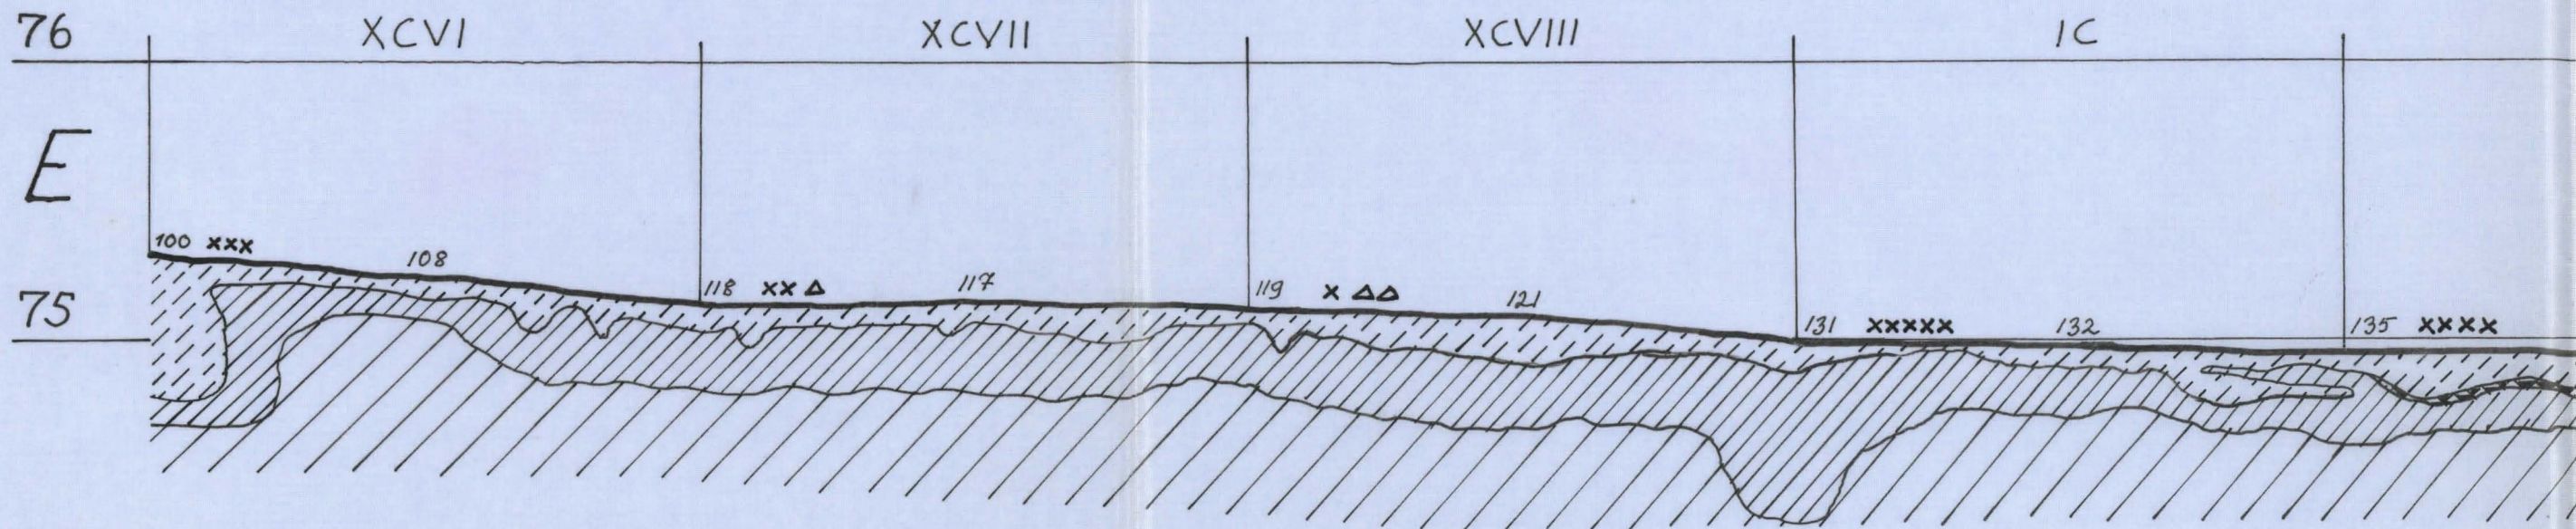 76 XCVI XCVII XCVIII IC
E
100 xxx 108 118 xx △ 117 119 x △△ 121 131 xxxxx 132 135 xxxx
75